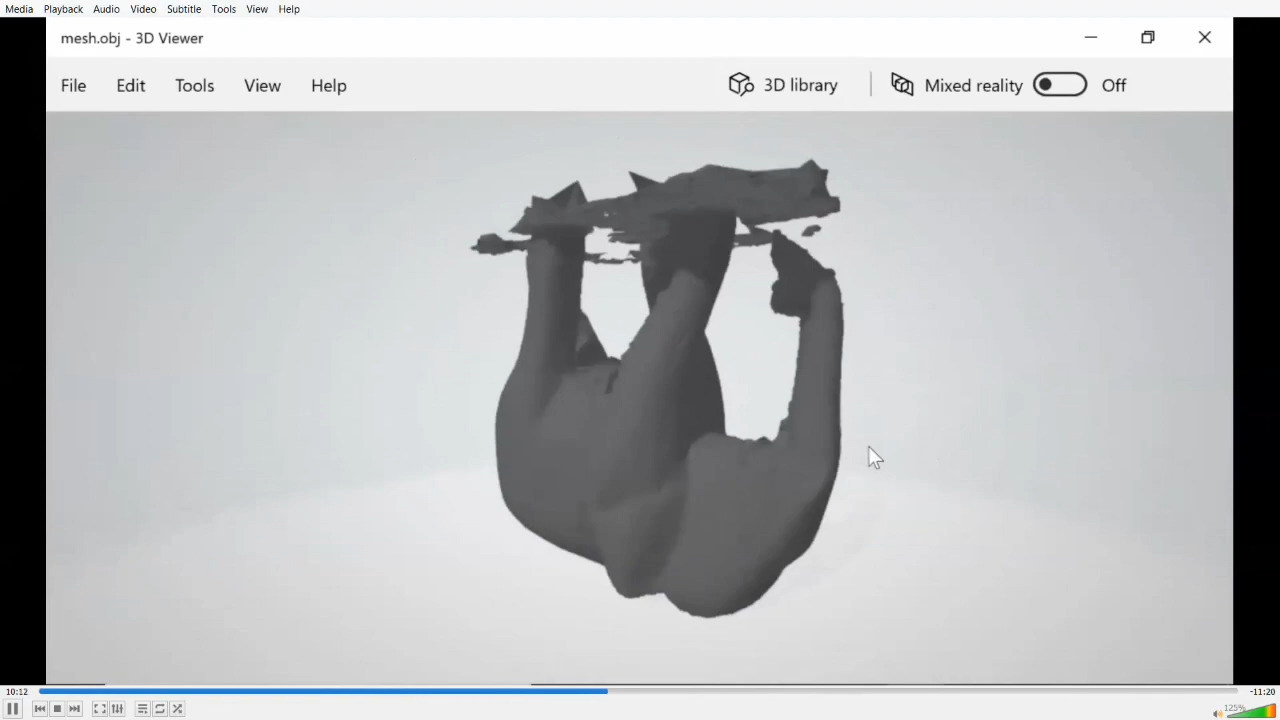 Media Playback Audio Video Subtitle Tools View Help
mesh.obj - 3D Viewer
File Edit Tools View Help 3D library Mixed reality Off
10:12 -11:20
125%